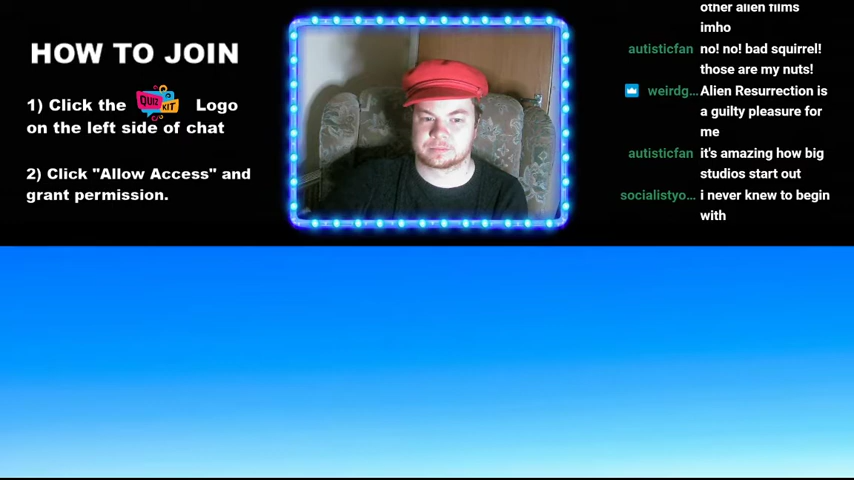 HOW TO JOIN
1) Click the QUIZ KIT Logo
on the left side of chat
2) Click "Allow Access" and
grant permission.
other alien films
imho
autisticfan no! no! bad squirrel!
those are my nuts!
weirdg... Alien Resurrection is
a guilty pleasure for
me
autisticfan it's amazing how big
studios start out
socialistyo... i never knew to begin
with